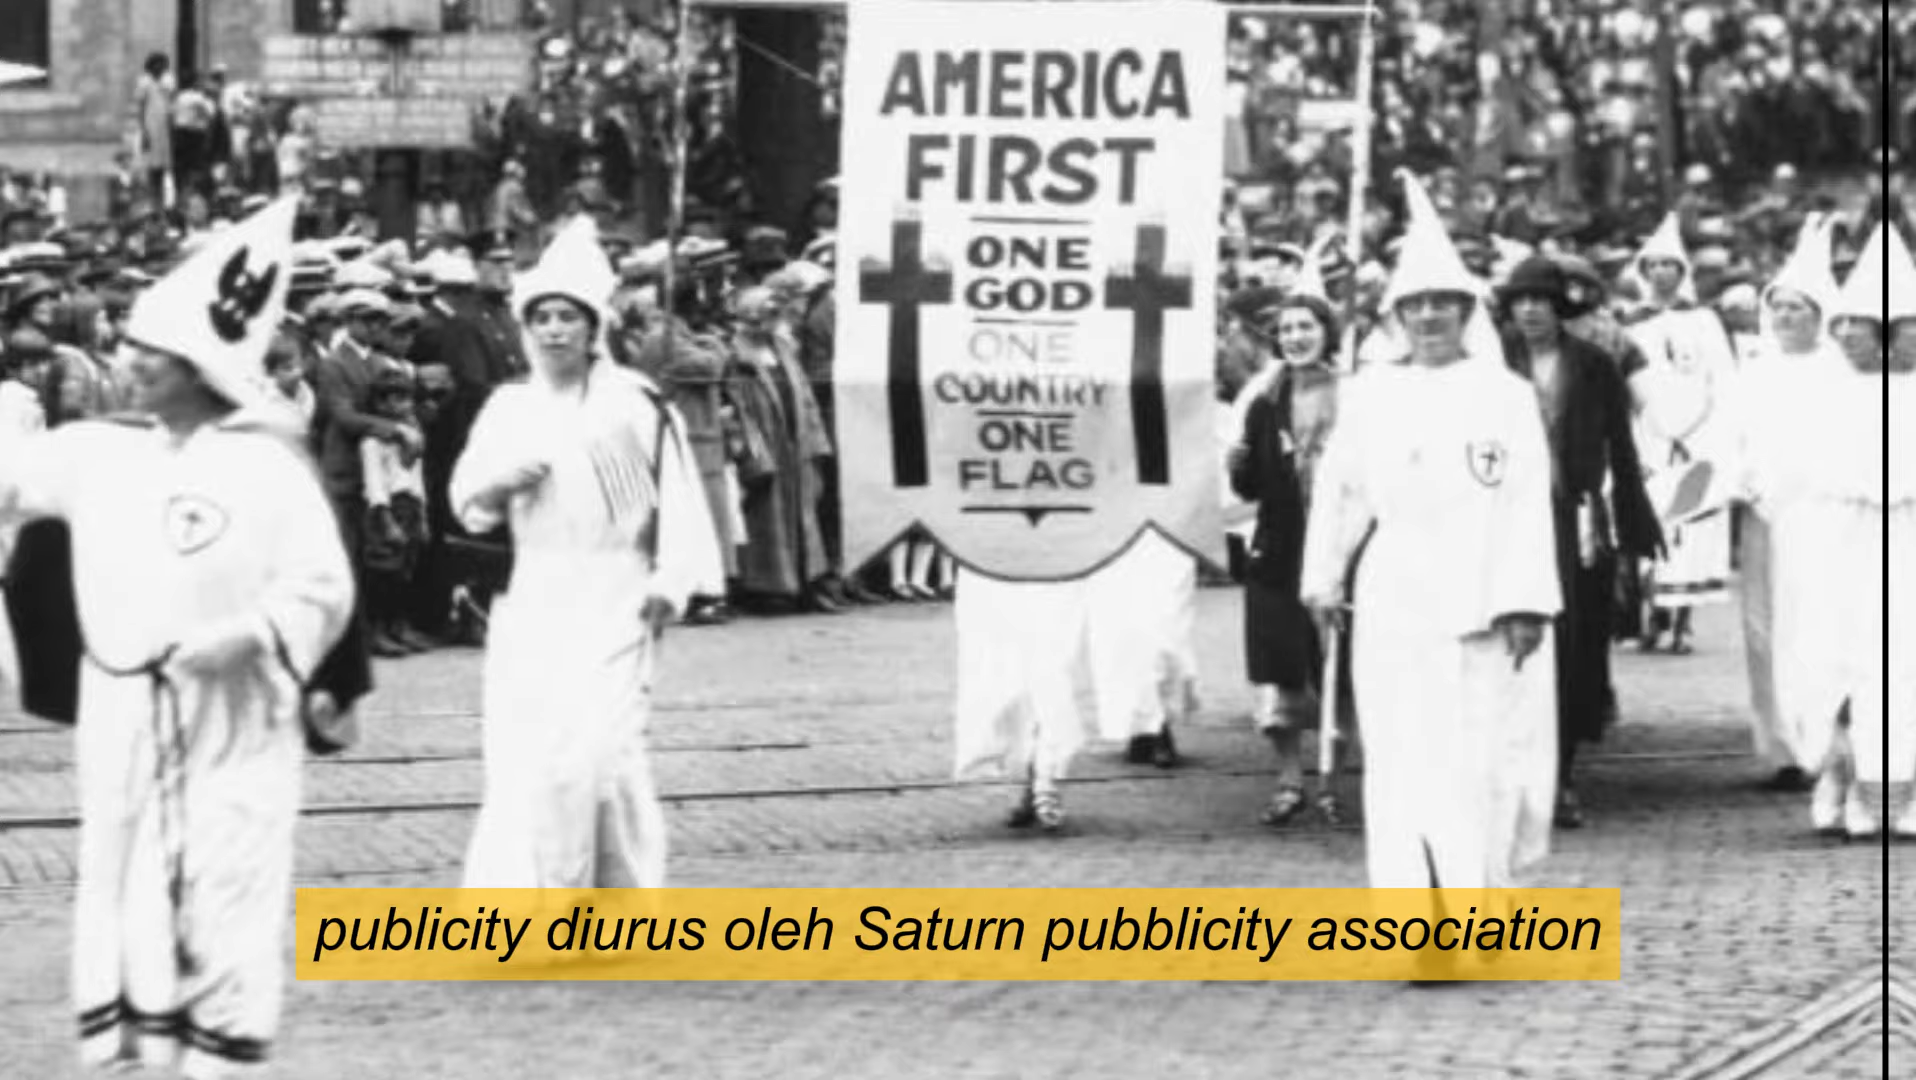 AMERICA
FIRST
ONE
GOD
ONE
COUNTRY
ONE
FLAG
publicity diurus oleh Saturn pubblicity association